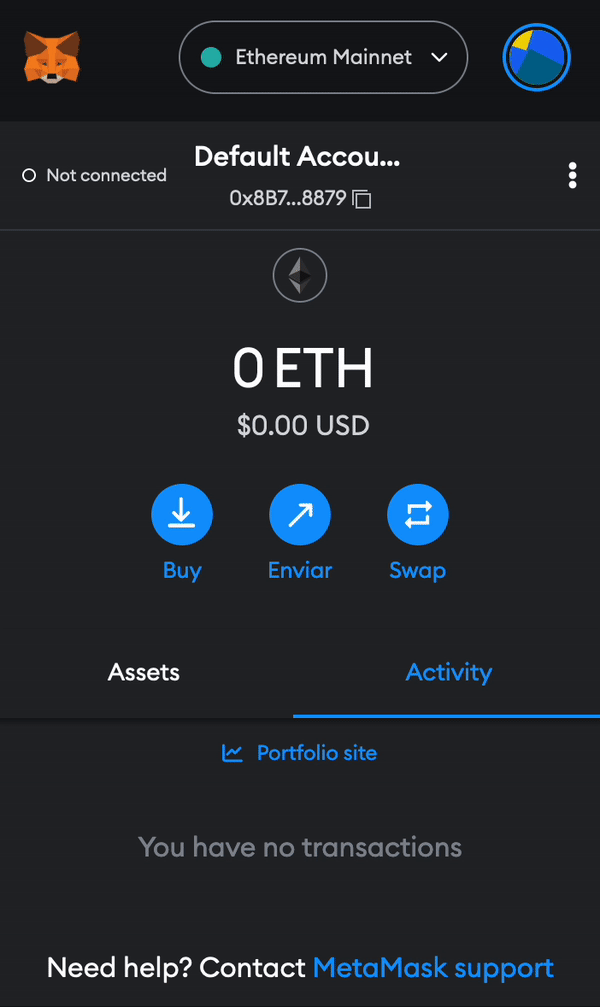 Ethereum Mainnet
Not connected
Default Accou...
0x8B7...8879
0 ETH
$0.00 USD
Buy
Enviar
Swap
Assets
Activity
Portfolio site
You have no transactions
Need help? Contact MetaMask support